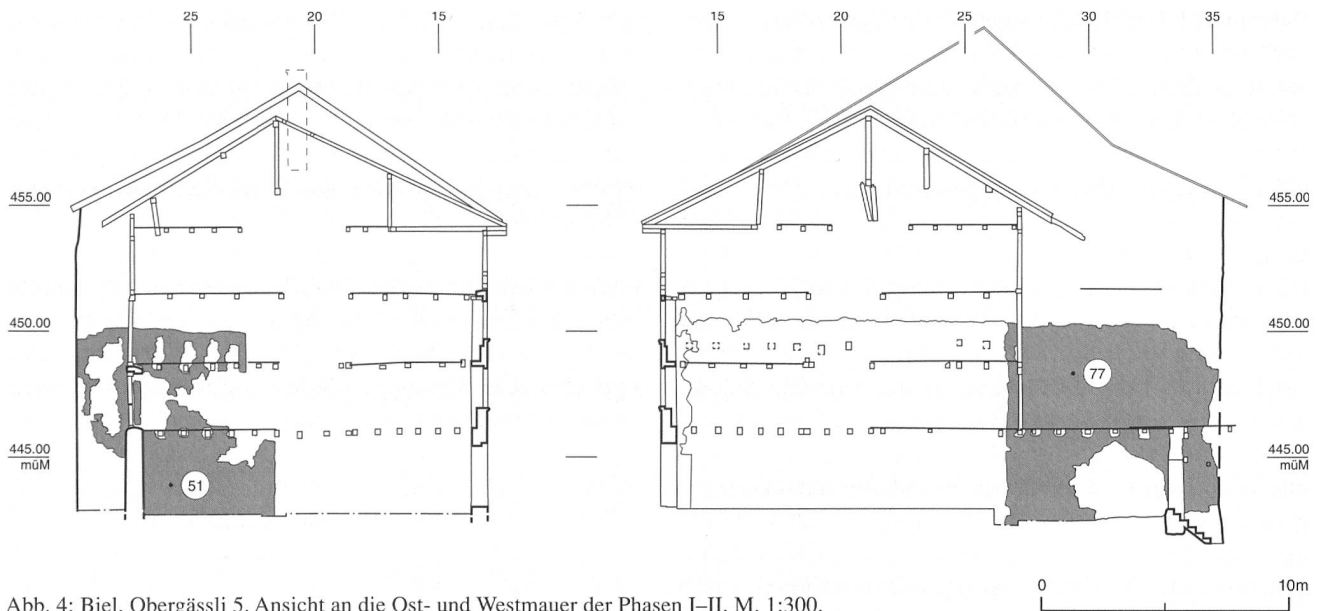 25 20 15 15 20 25 30 35
455.00 455.00
450.00 450.00
77
445.00 445.00
müM müM
51
0 10m
Abb. 4: Biel, Obergässli 5. Ansicht an die Ost- und Westmauer der Phasen I–II. M. 1:300.